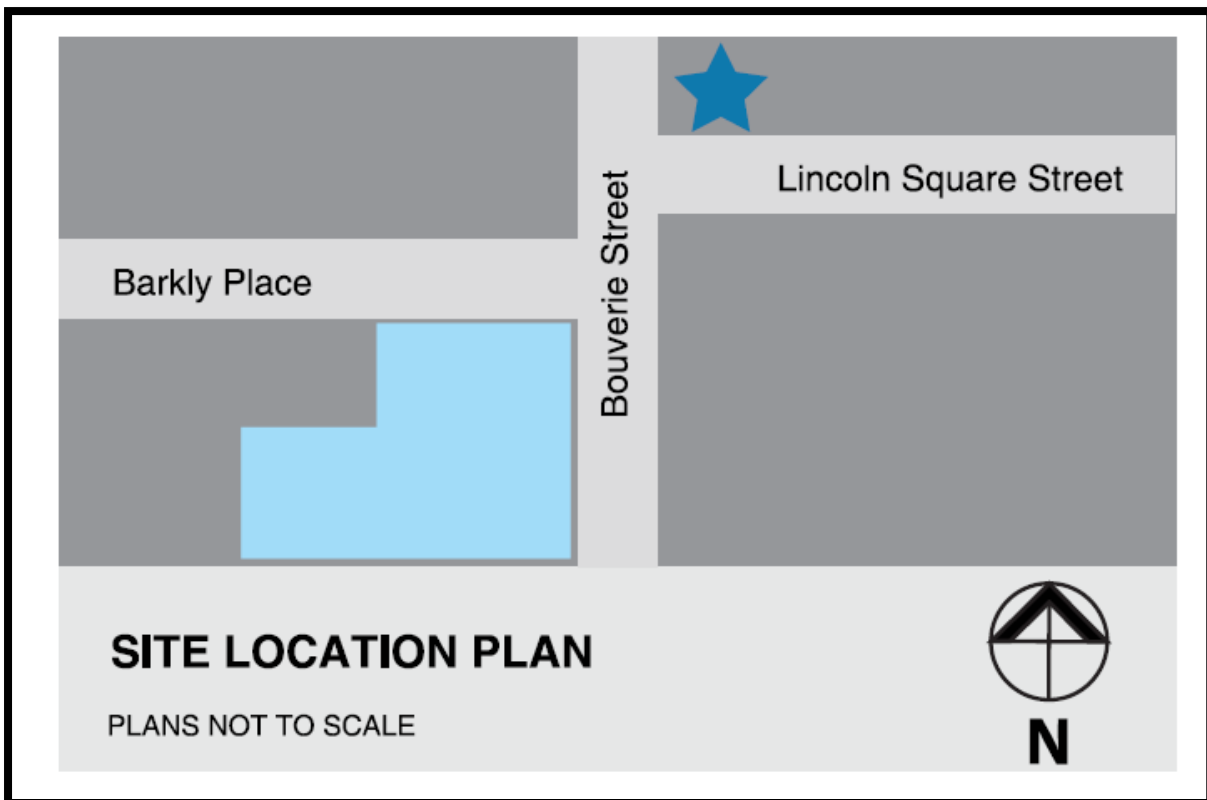 Lincoln Square Street
Bouverie Street
Barkly Place
SITE LOCATION PLAN
PLANS NOT TO SCALE
N